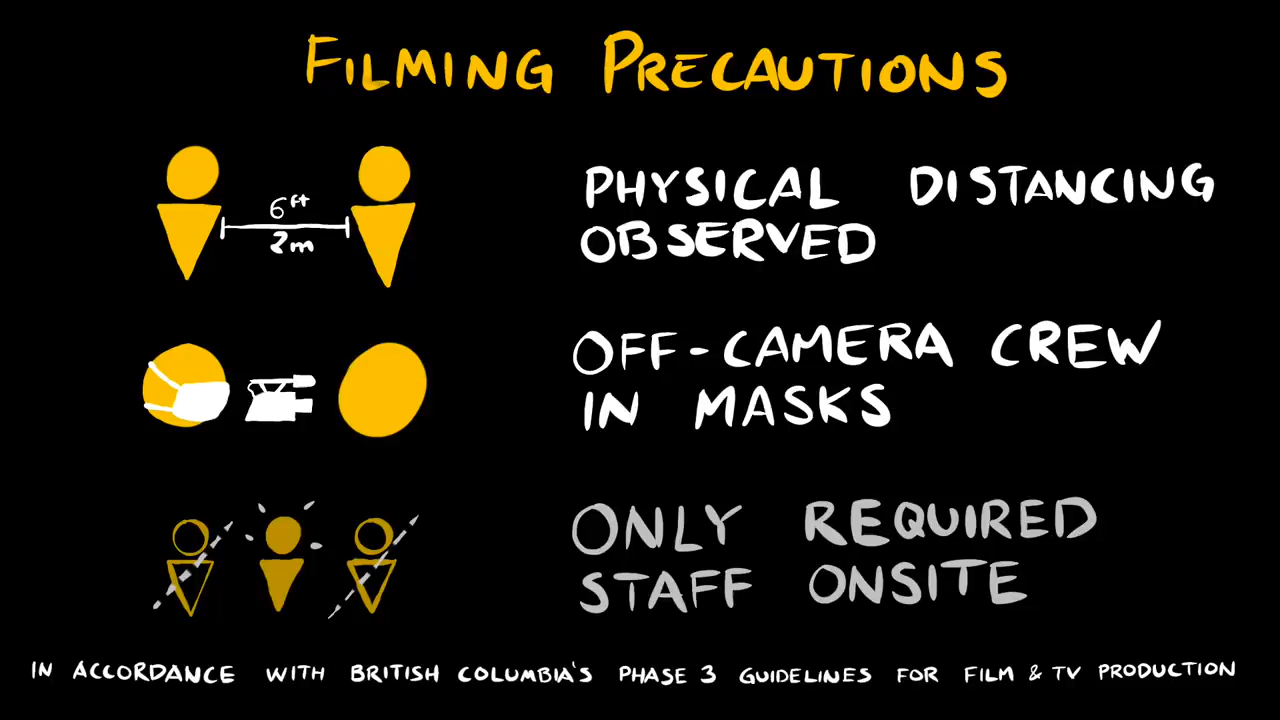 FILMING PRECAUTIONS
6ft
2m
PHYSICAL DISTANCING
OBSERVED
OFF-CAMERA CREW
IN MASKS
ONLY REQUIRED
STAFF ONSITE
IN ACCORDANCE WITH BRITISH COLUMBIA'S PHASE 3 GUIDELINES FOR FILM & TV PRODUCTION